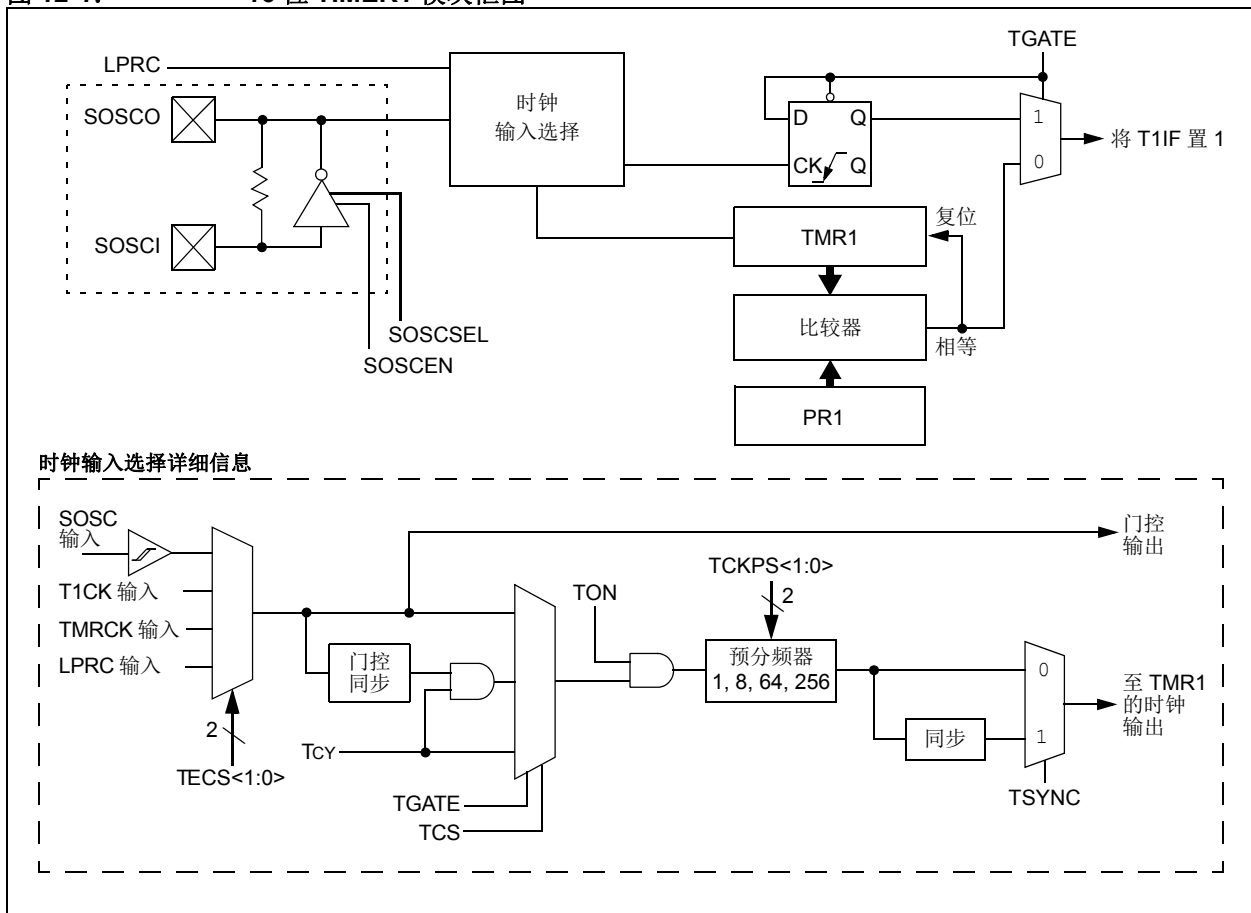 LPRC
SOSCO
SOSCI
SOSCSEL
SOSCEN
时钟
输入选择
TGATE
D Q
CK Q
1
0
将 T1IF 置 1
TMR1
复位
比较器
相等
PR1
时钟输入选择详细信息
SOSC
输入
T1CK 输入
TMRCK 输入
LPRC 输入
2
TECS<1:0>
门控
同步
TCY
TGATE
TCS
TON
TCKPS<1:0>
2
预分频器
1, 8, 64, 256
同步
0
1
TSYNC
门控
输出
至 TMR1
的时钟
输出